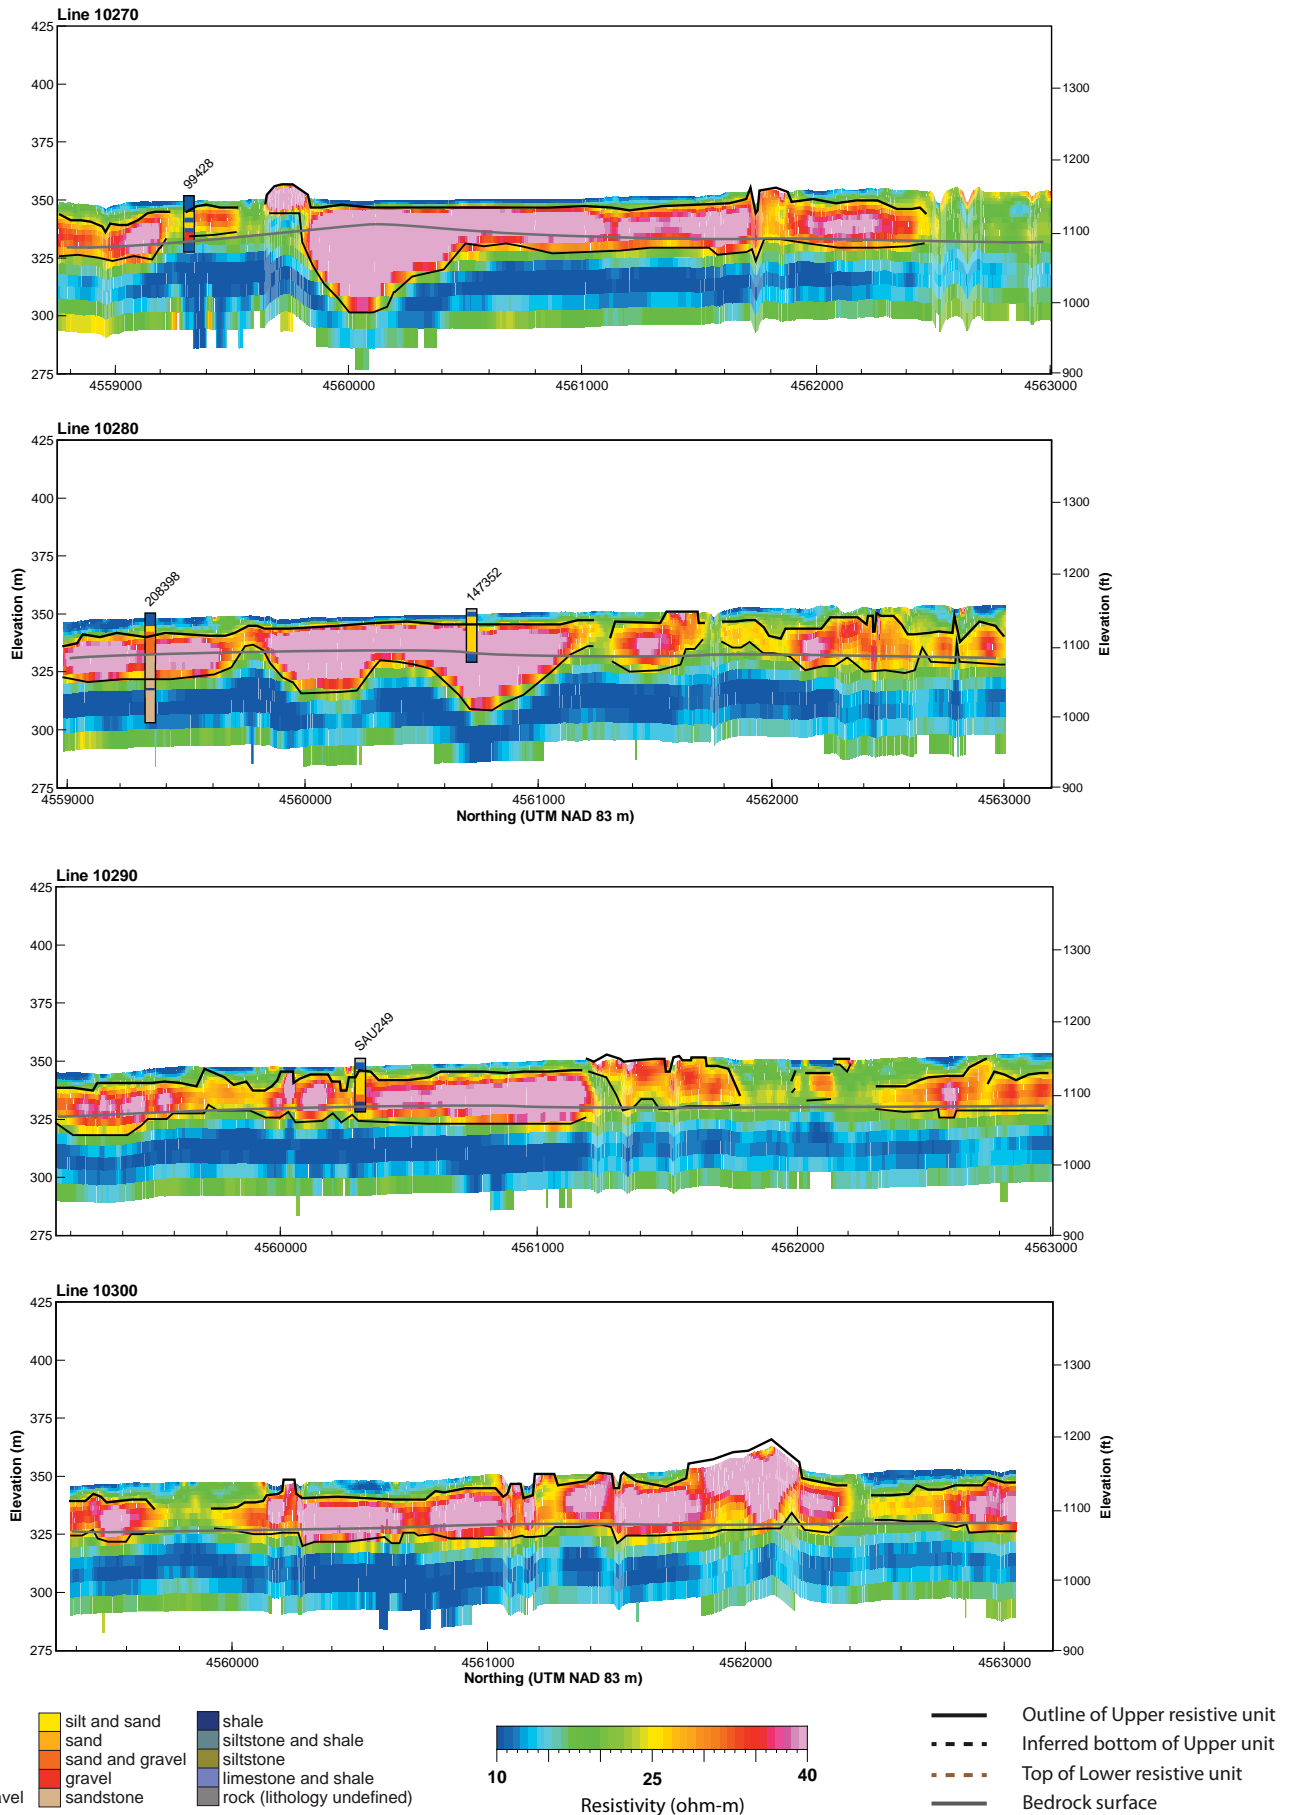 Line 10270
425
400
375
350
325
300
275
1300
1200
1100
1000
900
99428
4559000
4560000
4561000
4562000
4563000
Line 10280
425
400
375
350
325
300
275
Elevation (m)
1300
1200
1100
1000
900
Elevation (ft)
208398
147352
4559000
4560000
4561000
4562000
4563000
Northing (UTM NAD 83 m)
Line 10290
425
400
375
350
325
300
275
1300
1200
1100
1000
900
SAU249
4560000
4561000
4562000
4563000
Line 10300
425
400
375
350
325
300
275
Elevation (m)
1300
1200
1100
1000
900
Elevation (ft)
4560000
4561000
4562000
4563000
Northing (UTM NAD 83 m)
silt and sand
sand
sand and gravel
gravel
sandstone
avel
shale
siltstone and shale
siltstone
limestone and shale
rock (lithology undefined)
10
25
40
Resistivity (ohm-m)
Outline of Upper resistive unit
Inferred bottom of Upper unit
Top of Lower resistive unit
Bedrock surface